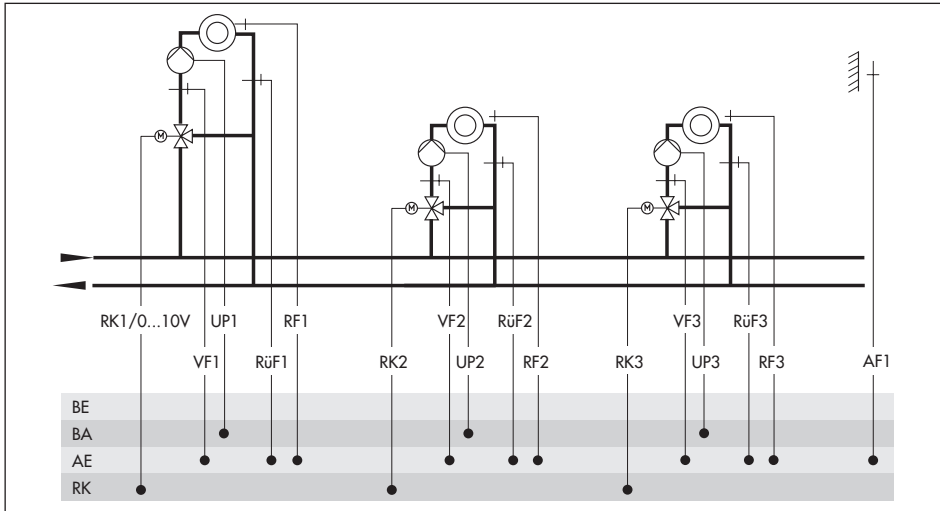 M
M
M
RK1/0...10V UP1 RF1 VF2 RüF2 VF3 RüF3
VF1 RüF1 RK2 UP2 RF2 RK3 UP3 RF3 AF1
BE
BA
AE
RK